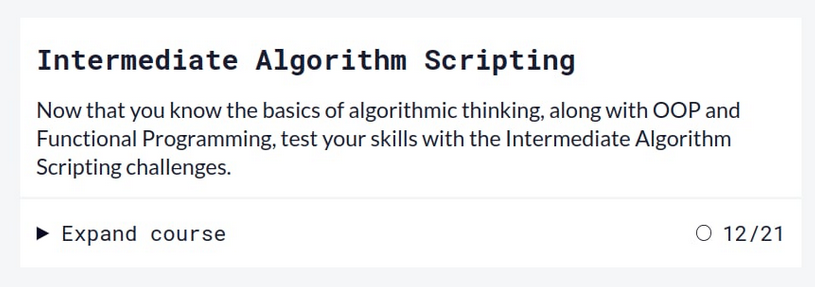 Intermediate Algorithm Scripting
Now that you know the basics of algorithmic thinking, along with OOP and
Functional Programming, test your skills with the Intermediate Algorithm
Scripting challenges.
Expand course 12/21